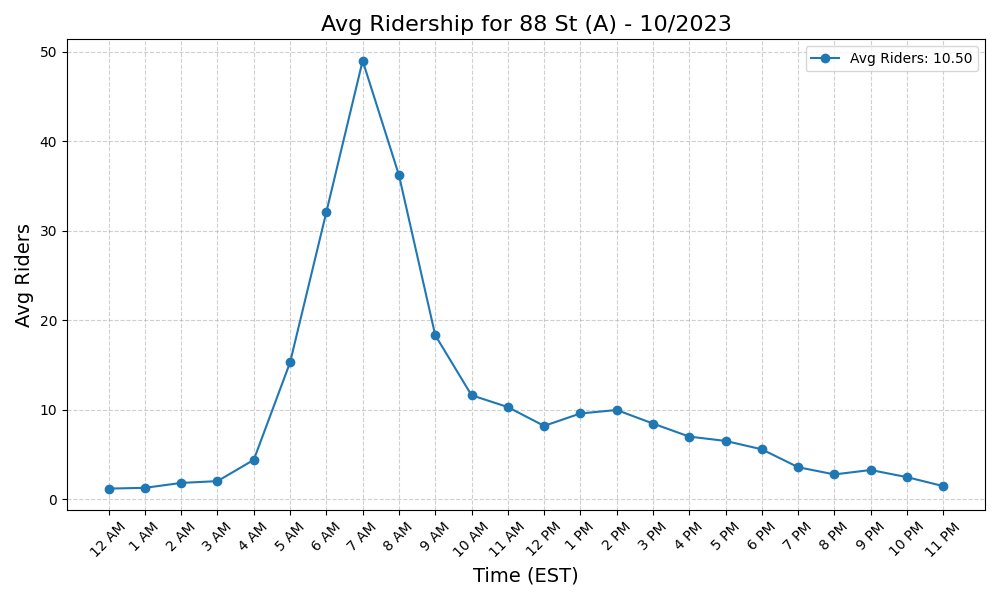 Avg Ridership for 88 St (A) - 10/2023
Avg Riders: 10.50
Avg Riders
50
40
30
20
10
0
12 AM
1 AM
2 AM
3 AM
4 AM
5 AM
6 AM
7 AM
8 AM
9 AM
10 AM
11 AM
12 PM
1 PM
2 PM
3 PM
4 PM
5 PM
6 PM
7 PM
8 PM
9 PM
10 PM
11 PM
Time (EST)